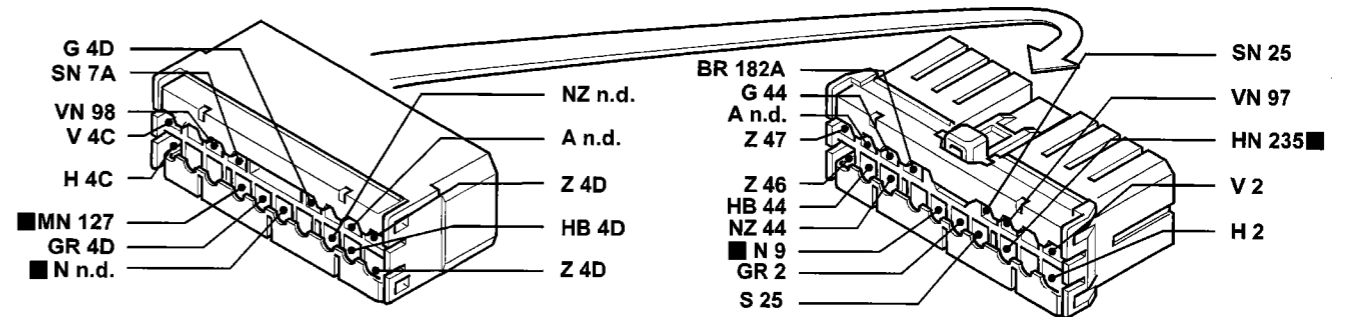 G 4D
SN 7A
VN 98
V 4C
H 4C
■MN 127
GR 4D
■ N n.d.
NZ n.d.
A n.d.
Z 4D
HB 4D
Z 4D
BR 182A
G 44
A n.d.
Z 47
Z 46
HB 44
NZ 44
■ N 9
GR 2
S 25
SN 25
VN 97
HN 235■
V 2
H 2